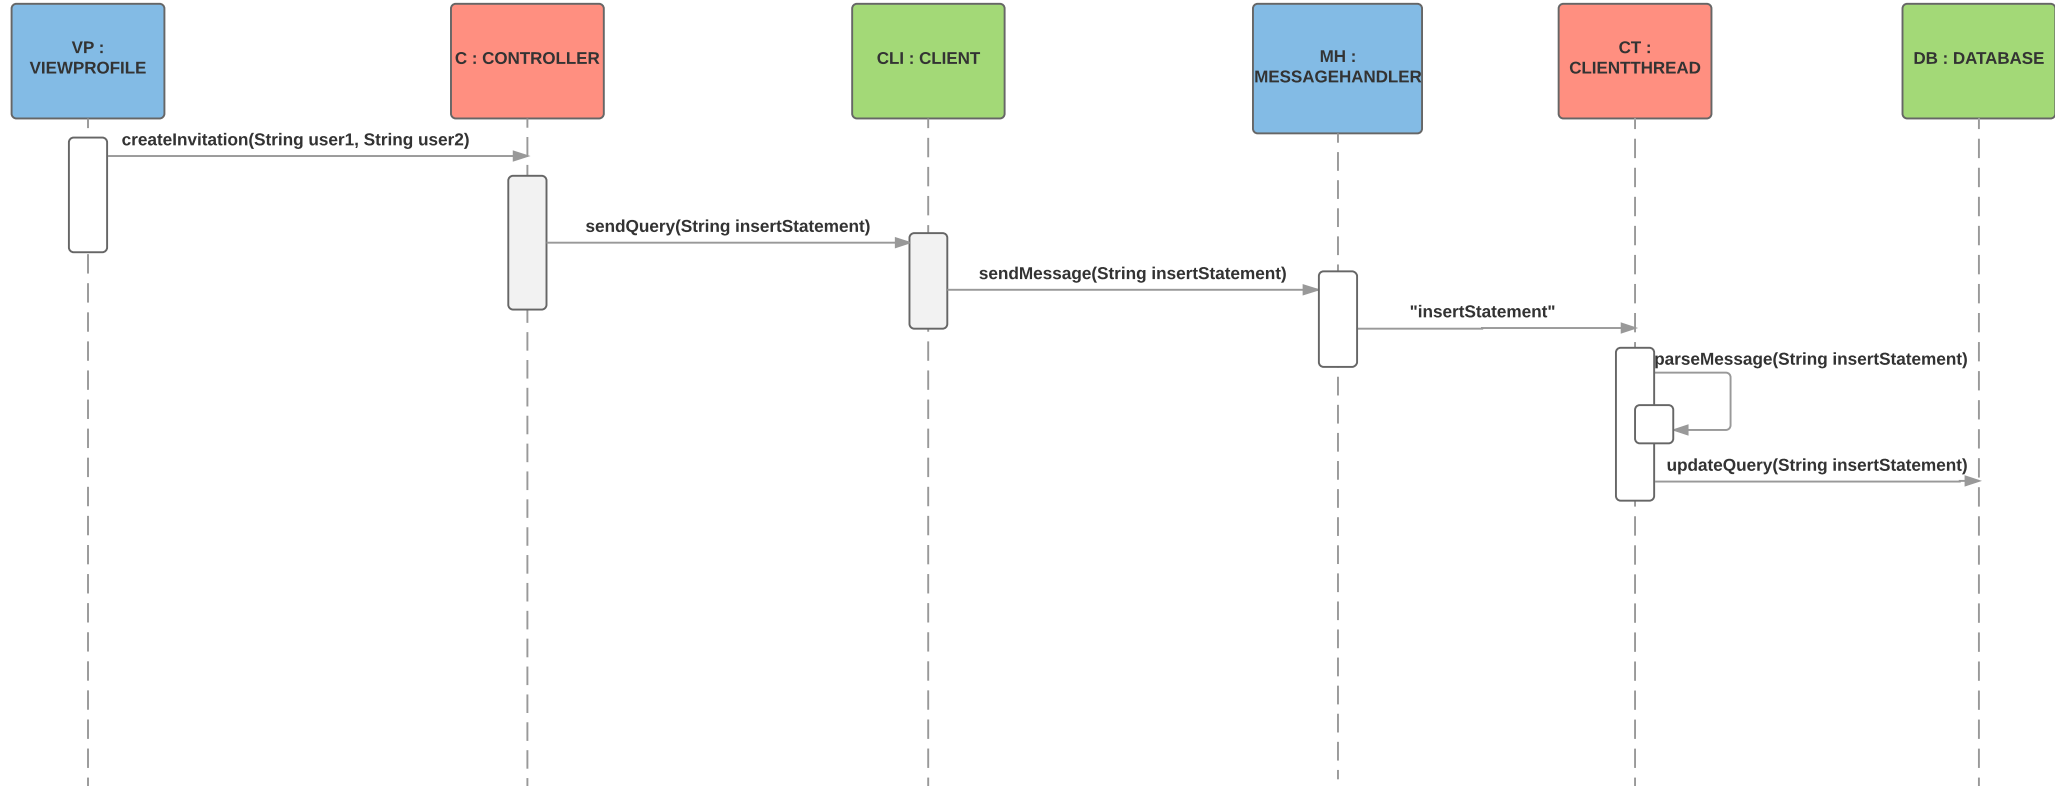 VP :
VIEWPROFILE
C : CONTROLLER
CLI : CLIENT
MH :
MESSAGEHANDLER
CT :
CLIENTTHREAD
DB : DATABASE
createInvitation(String user1, String user2)
sendQuery(String insertStatement)
sendMessage(String insertStatement)
"insertStatement"
parseMessage(String insertStatement)
updateQuery(String insertStatement)